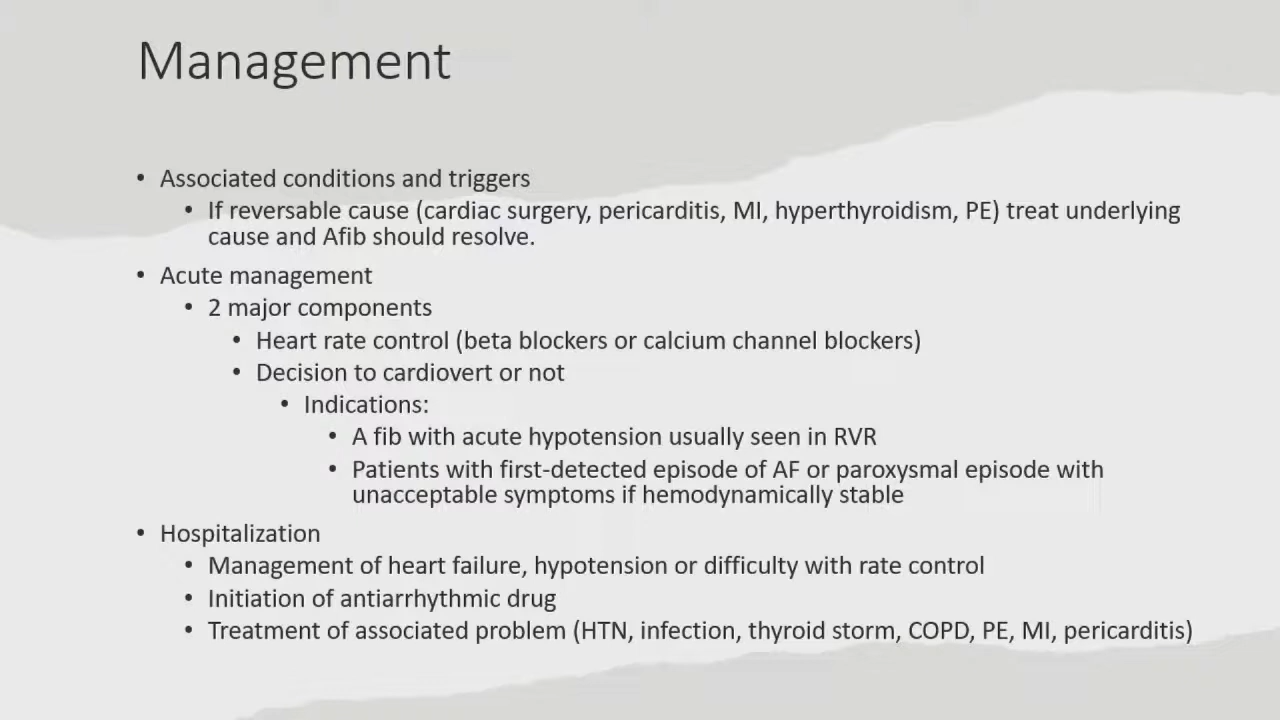 Management
• Associated conditions and triggers
• If reversable cause (cardiac surgery, pericarditis, MI, hyperthyroidism, PE) treat underlying
cause and Afib should resolve.
• Acute management
• 2 major components
• Heart rate control (beta blockers or calcium channel blockers)
• Decision to cardiovert or not
• Indications:
• A fib with acute hypotension usually seen in RVR
• Patients with first-detected episode of AF or paroxysmal episode with
unacceptable symptoms if hemodynamically stable
• Hospitalization
• Management of heart failure, hypotension or difficulty with rate control
• Initiation of antiarrhythmic drug
• Treatment of associated problem (HTN, infection, thyroid storm, COPD, PE, MI, pericarditis)